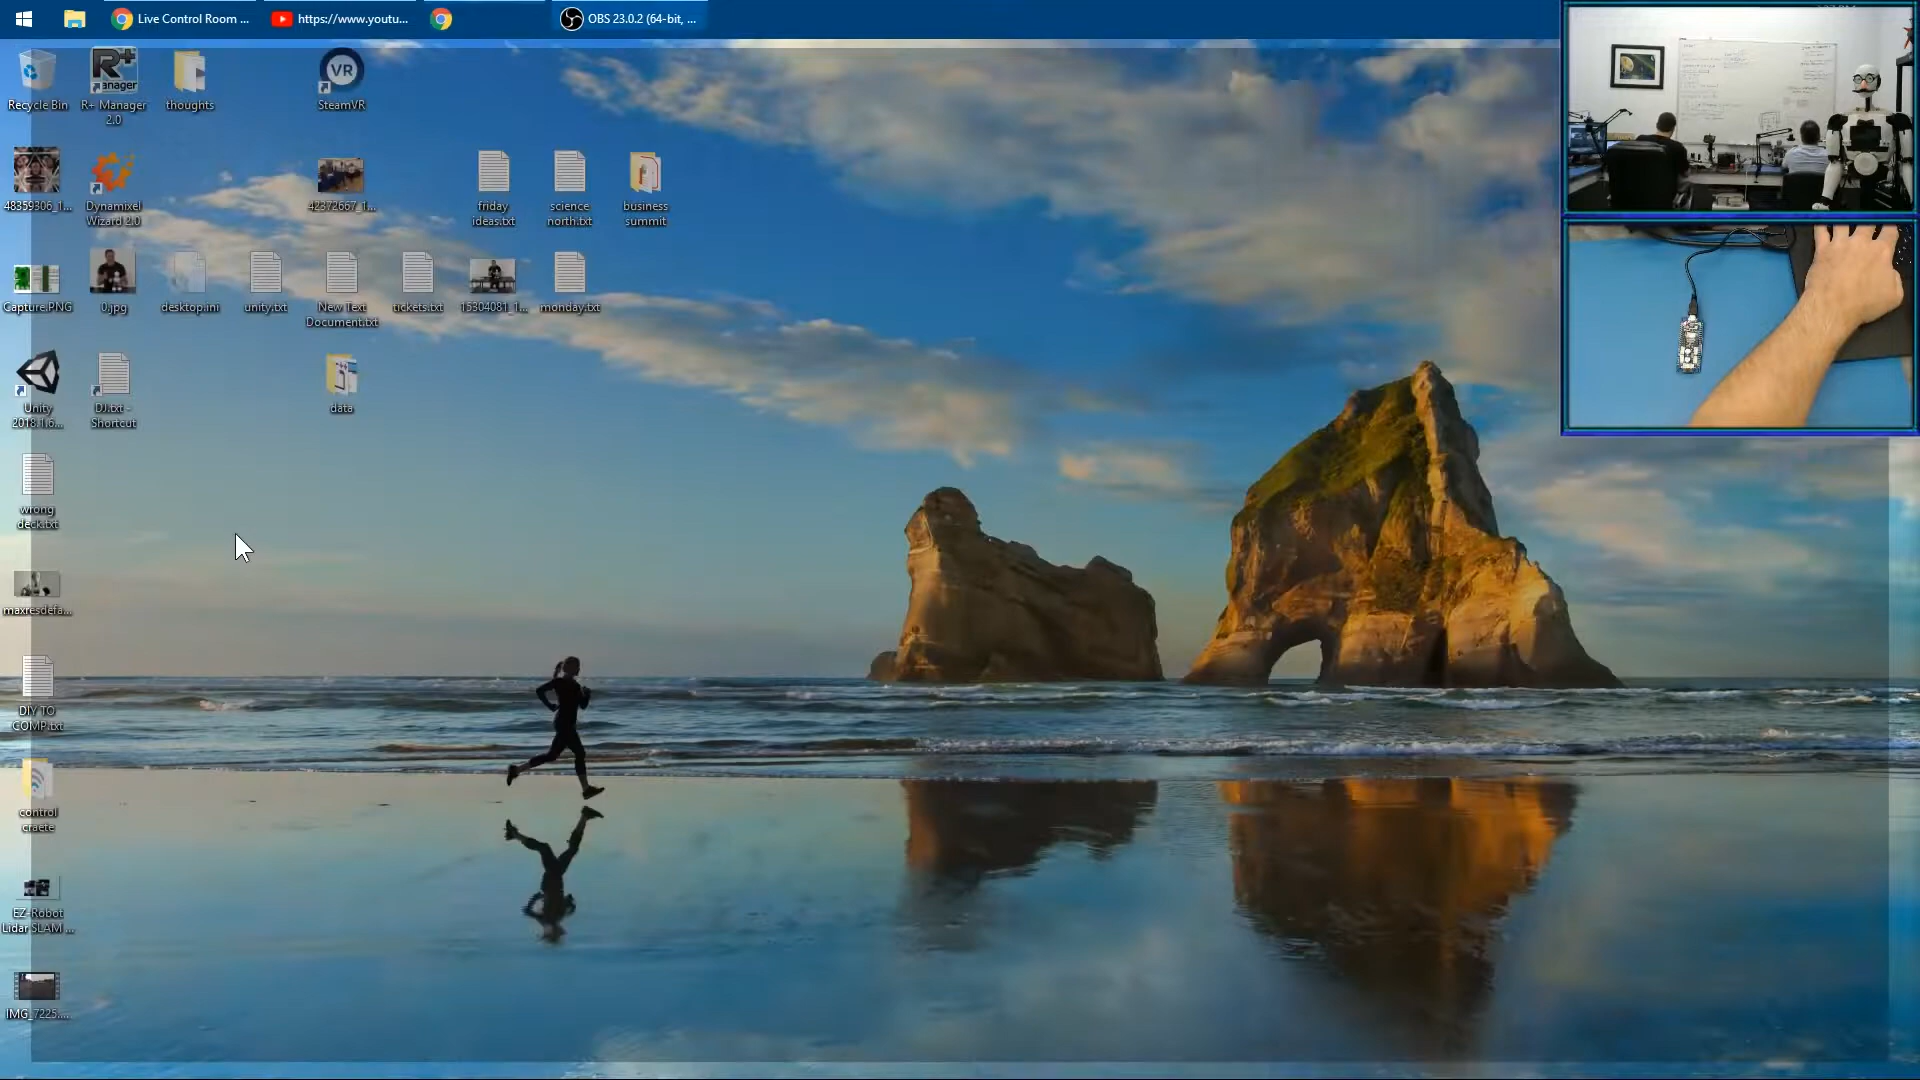 Live Control Room ...
https://www.youtu...
OBS 23.0.2 (64-bit, ...
Recycle Bin
R+ Manager
2.0
thoughts
SteamVR
R+
anager
VR
48359306_1...
Dynamixel
Wizard 2.0
42372667_1...
friday
ideas.txt
science
north.txt
business
summit
Capture.PNG
0.jpg
desktop.ini
unity.txt
New Text
Document.txt
tickets.txt
15304081_1...
monday.txt
Unity
2018.1.6...
DJ.txt -
Shortcut
data
wrong
deck.txt
maxresdefa...
DIY TO
COMP.txt
control
craete
EZ-Robot
Lidar.SLAM ...
IMG_7225....